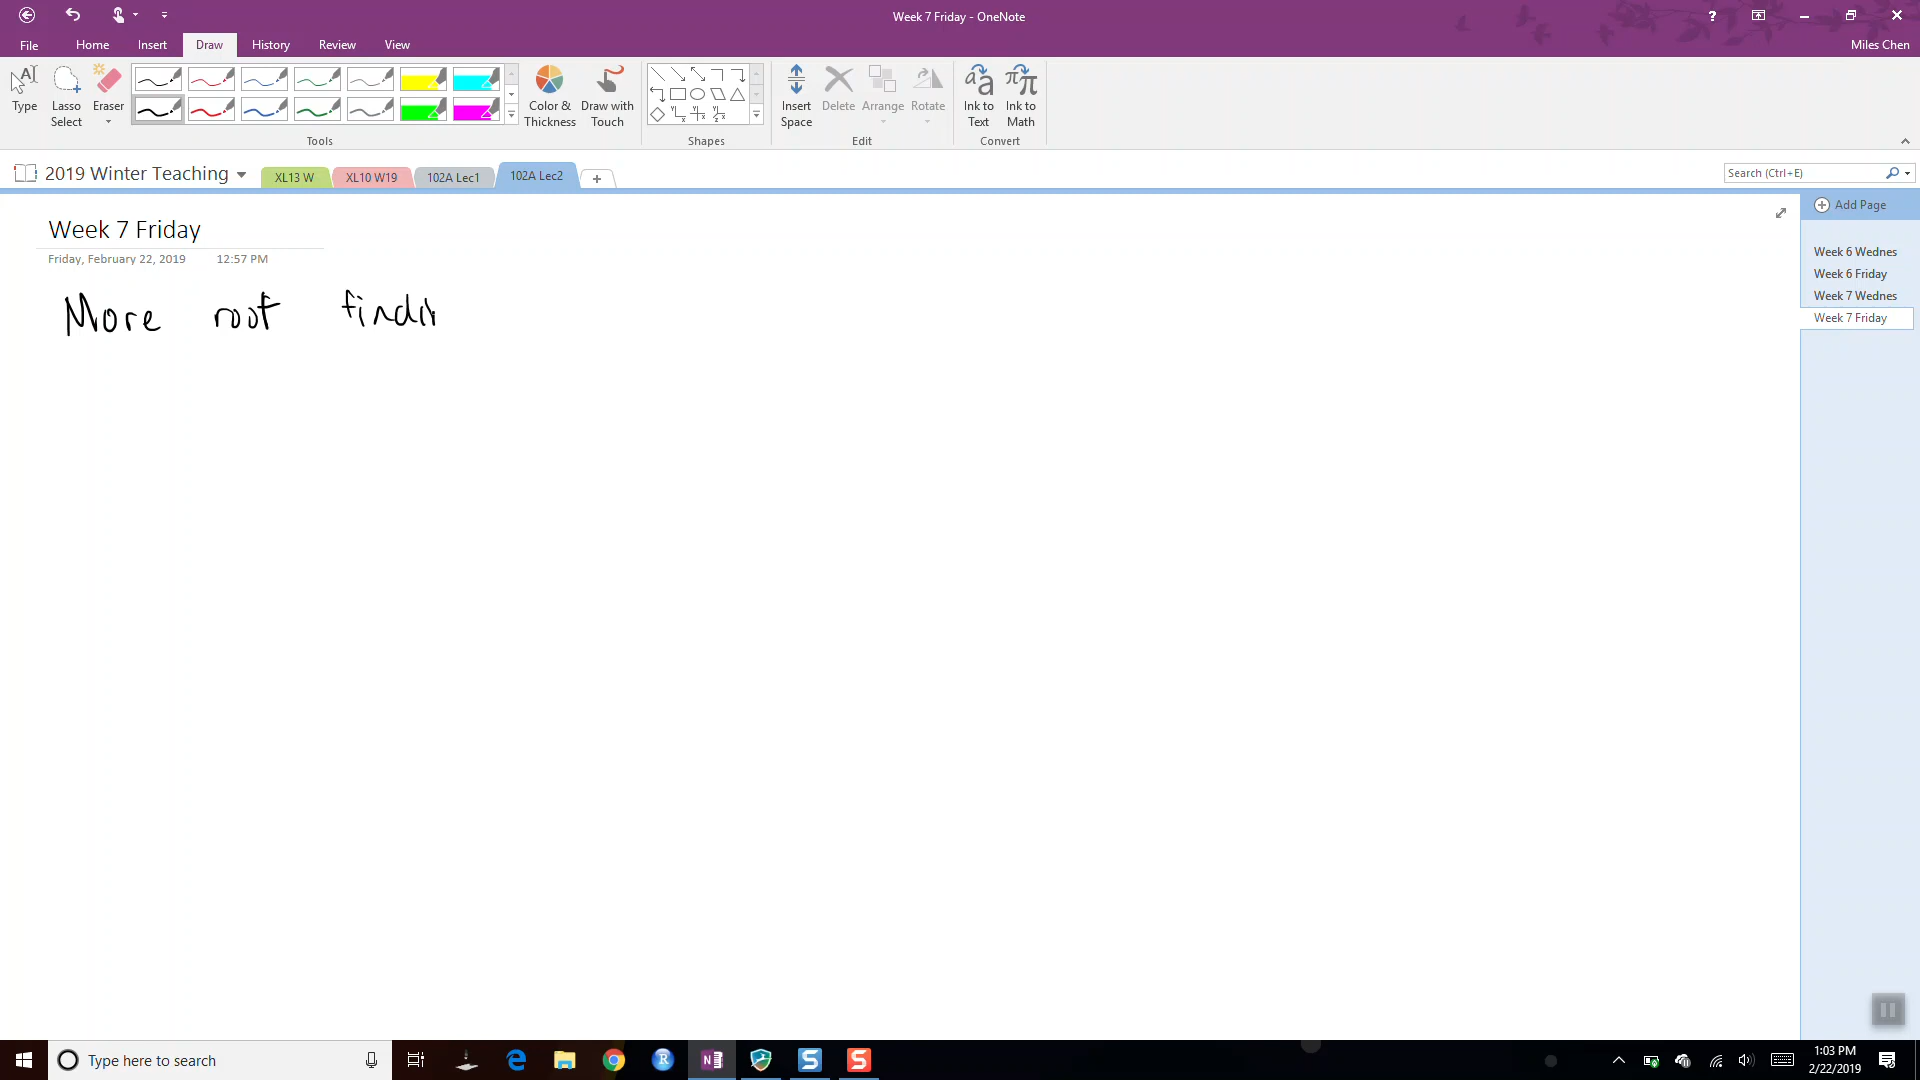 Week 7 Friday - OneNote
?
File
Home
Insert
Draw
History
Review
View
Miles Chen
Type
Lasso Select
Eraser
Color & Thickness
Draw with Touch
Insert Space
Delete
Arrange
Rotate
Ink to Text
Ink to Math
Tools
Shapes
Edit
Convert
2019 Winter Teaching
XL13 W
XL10 W19
102A Lec1
102A Lec2
Search (Ctrl+E)
Add Page
Week 7 Friday
Friday, February 22, 2019 12:57 PM
More root findi
Week 6 Wednes
Week 6 Friday
Week 7 Wednes
Week 7 Friday
Type here to search
1:03 PM
2/22/2019